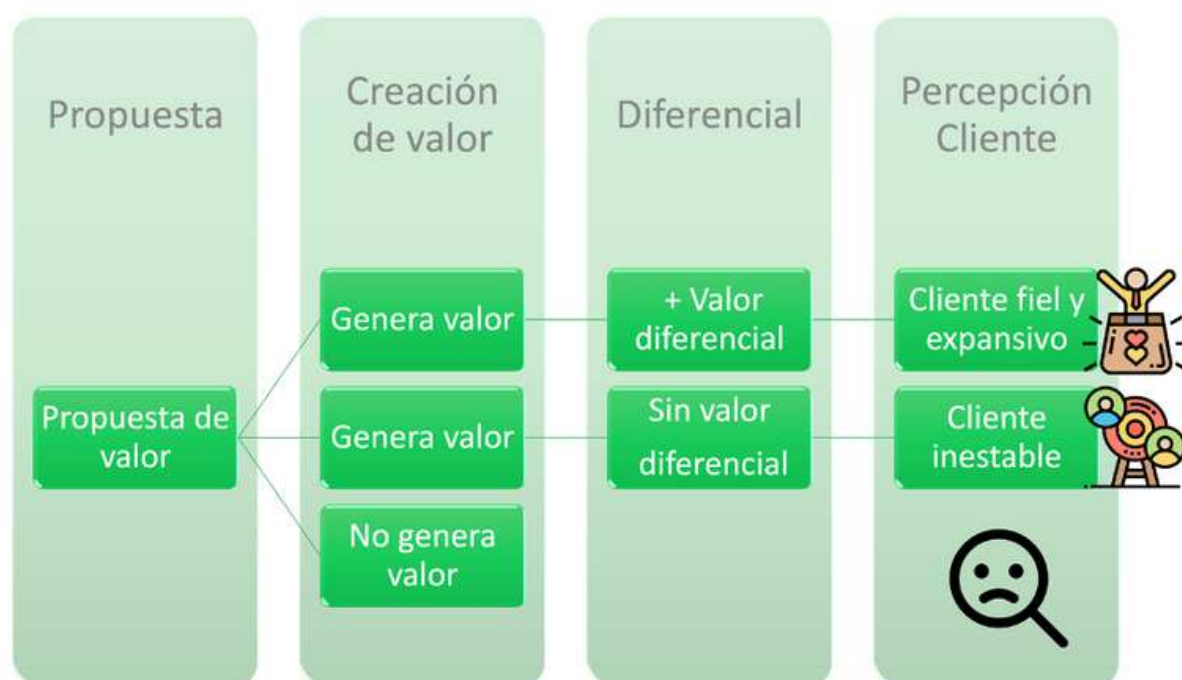 Propuesta
Creación
de valor
Diferencial
Percepción
Cliente
Propuesta de
valor
Genera valor
+ Valor
diferencial
Cliente fiel y
expansivo
Genera valor
Sin valor
diferencial
Cliente
inestable
No genera
valor